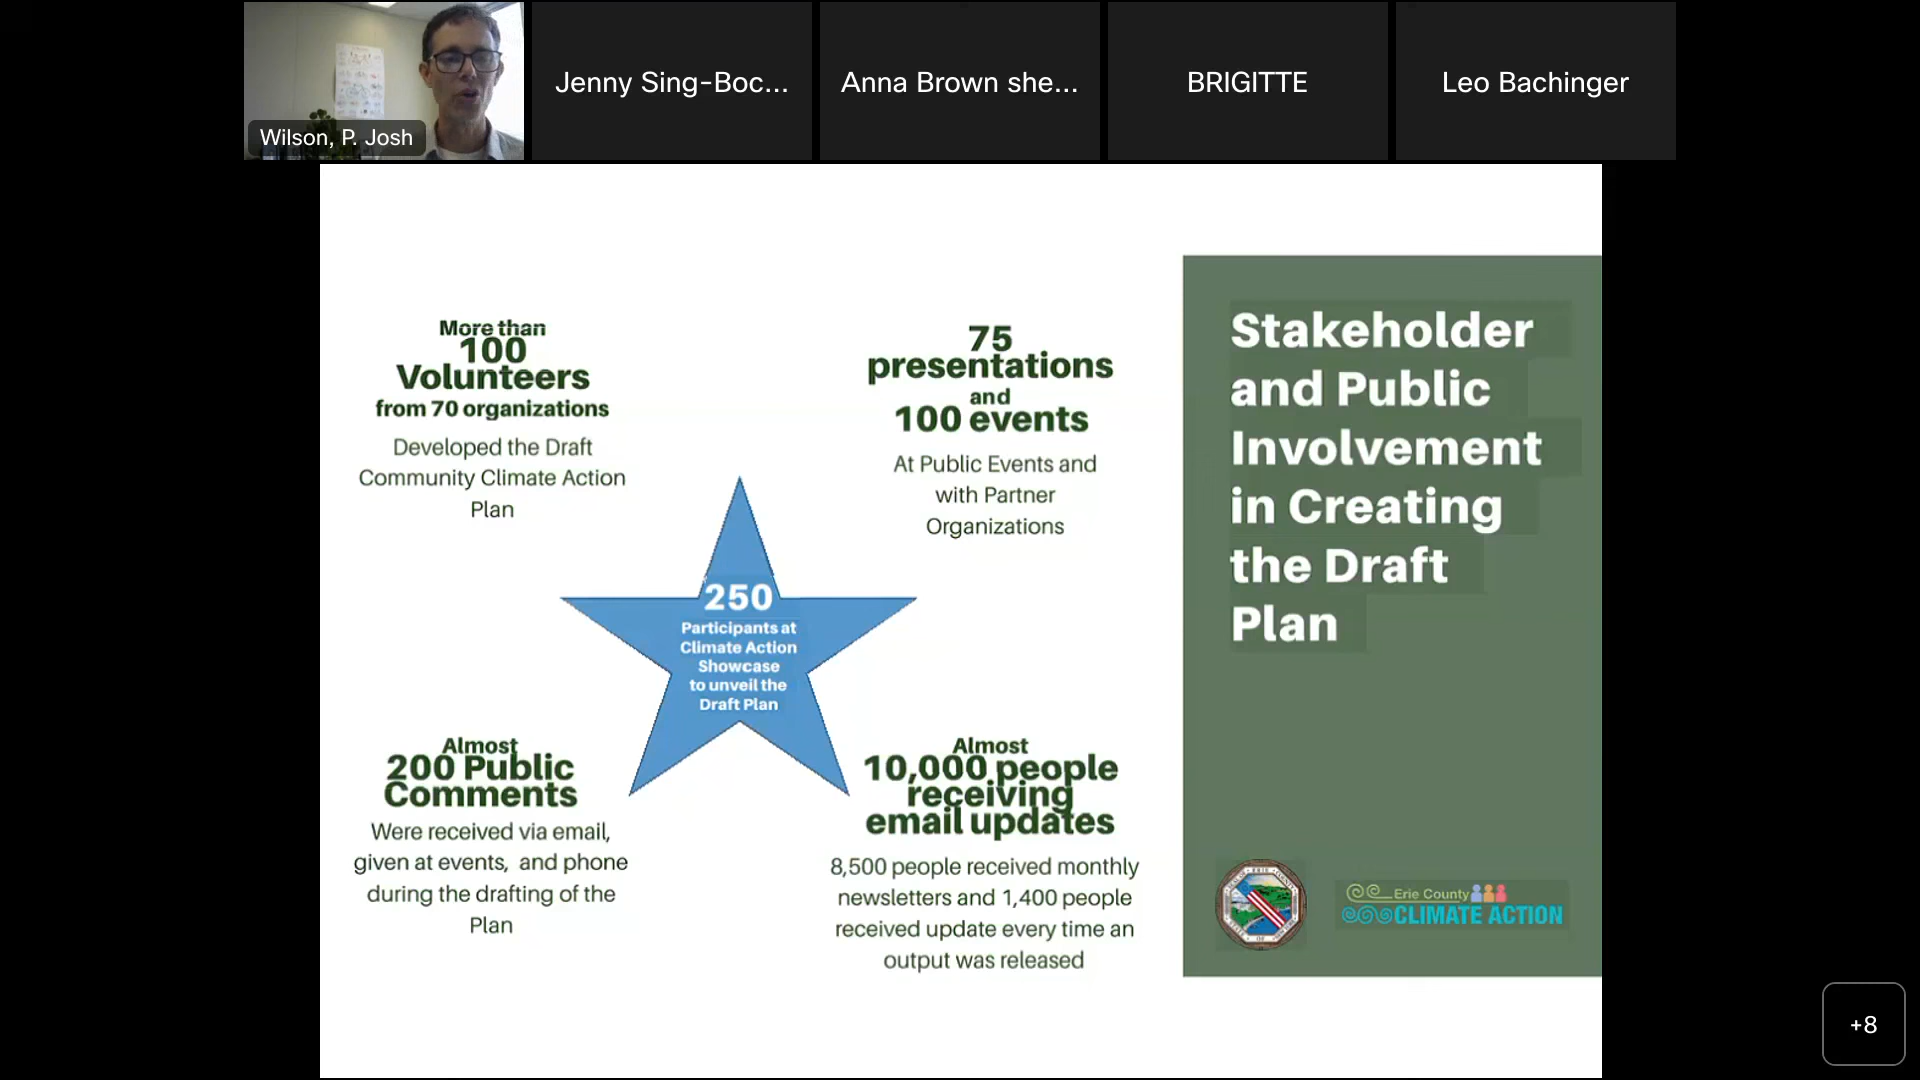 Wilson, P. Josh
Jenny Sing-Boc...
Anna Brown she...
BRIGITTE
Leo Bachinger
More than
100
Volunteers
from 70 organizations
Developed the Draft
Community Climate Action
Plan
75
presentations
and
100 events
At Public Events and
with Partner
Organizations
250
Participants at
Climate Action
Showcase
to unveil the
Draft Plan
Almost
200 Public
Comments
Were received via email,
given at events, and phone
during the drafting of the
Plan
Almost
10,000 people
receiving
email updates
8,500 people received monthly
newsletters and 1,400 people
received update every time an
output was released
Stakeholder
and Public
Involvement
in Creating
the Draft
Plan
Erie County
CLIMATE ACTION
+8